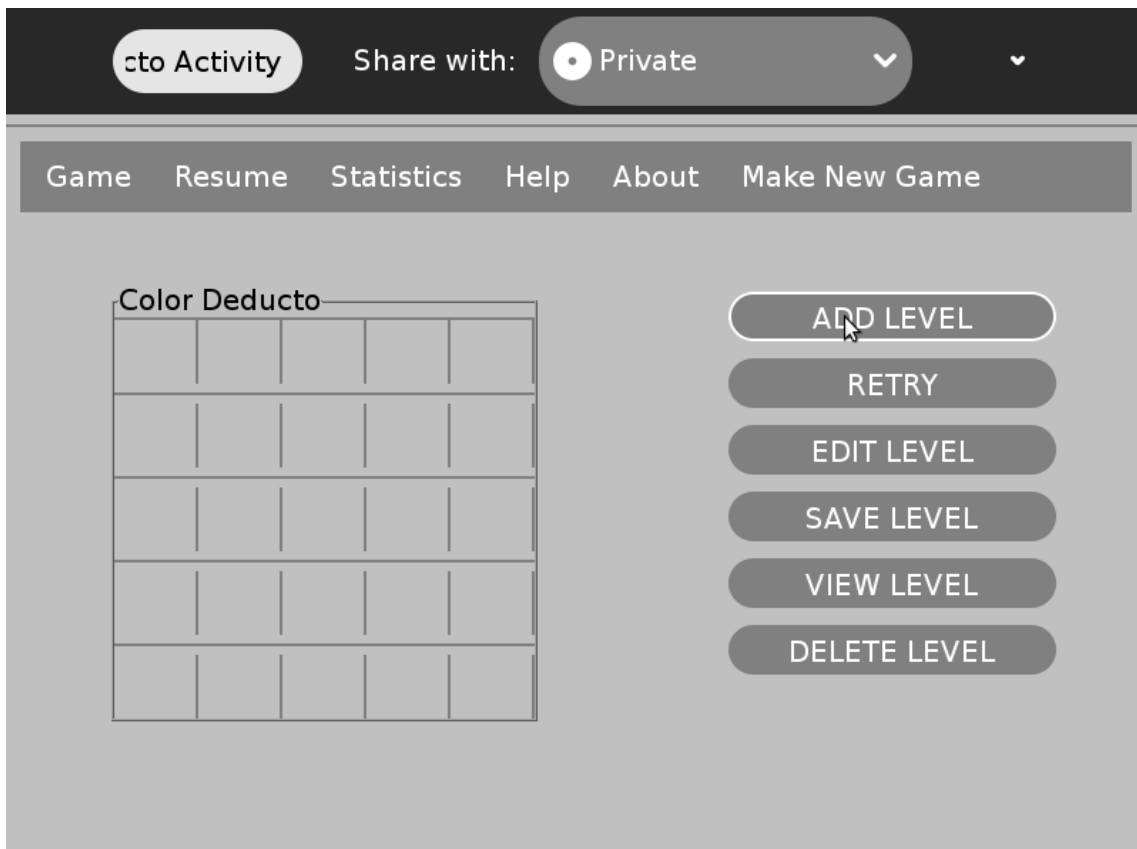 cto Activity Share with: Private
Game Resume Statistics Help About Make New Game
Color Deducto
ADD LEVEL
RETRY
EDIT LEVEL
SAVE LEVEL
VIEW LEVEL
DELETE LEVEL